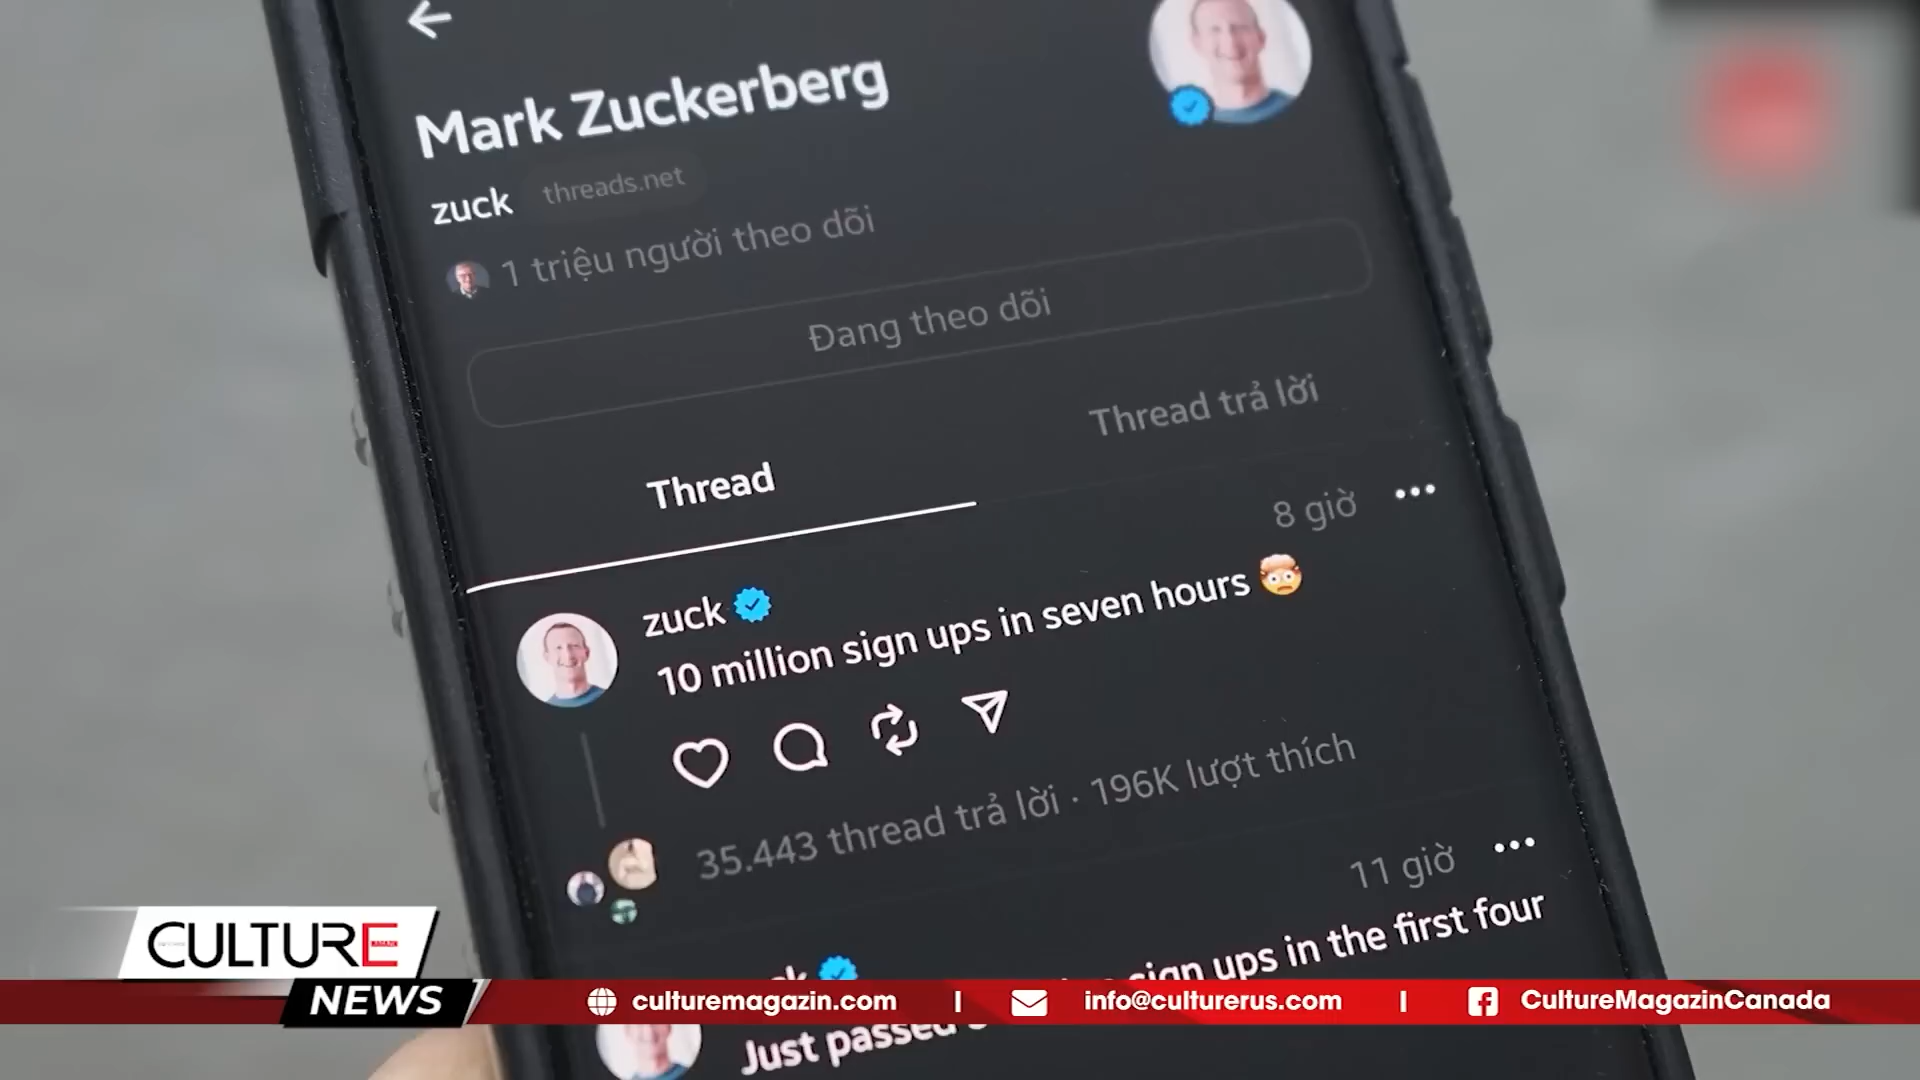 Mark Zuckerberg
zuck threads.net
1 triệu người theo dõi
Đang theo dõi
Thread Thread trả lời
8 giờ
zuck
10 million sign ups in seven hours 🤯
35.443 thread trả lời · 196K lượt thích
11 giờ
sign ups in the first four
Just passed
CULTURE
NEWS
culturemagazin.com | info@culturerus.com | CultureMagazinCanada